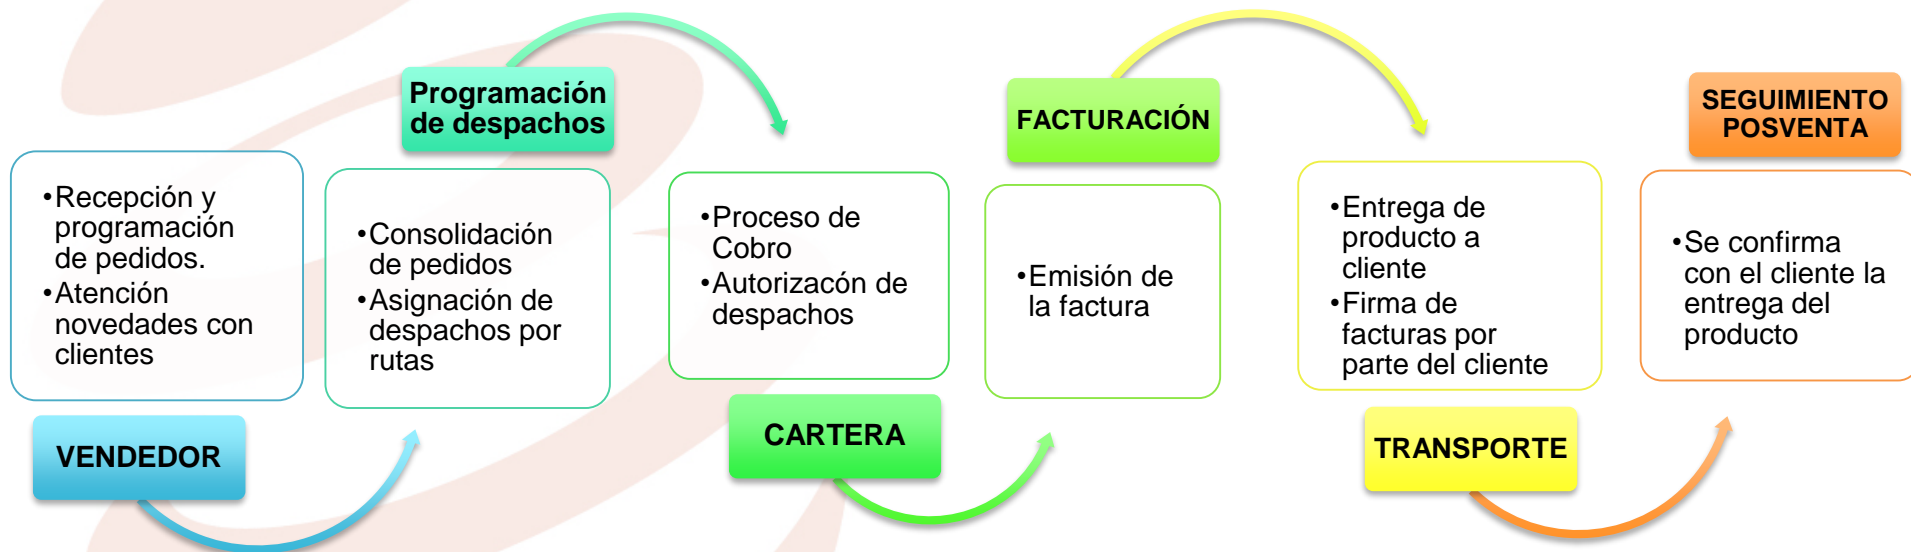 •Recepción y
programación
de pedidos.
•Atención
novedades con
clientes
VENDEDOR
Programación
de despachos
•Consolidación
de pedidos
•Asignación de
despachos por
rutas
•Proceso de
Cobro
•Autorizacón de
despachos
CARTERA
FACTURACIÓN
•Emisión de
la factura
•Entrega de
producto a
cliente
•Firma de
facturas por
parte del cliente
TRANSPORTE
SEGUIMIENTO
POSVENTA
•Se confirma
con el cliente la
entrega del
producto